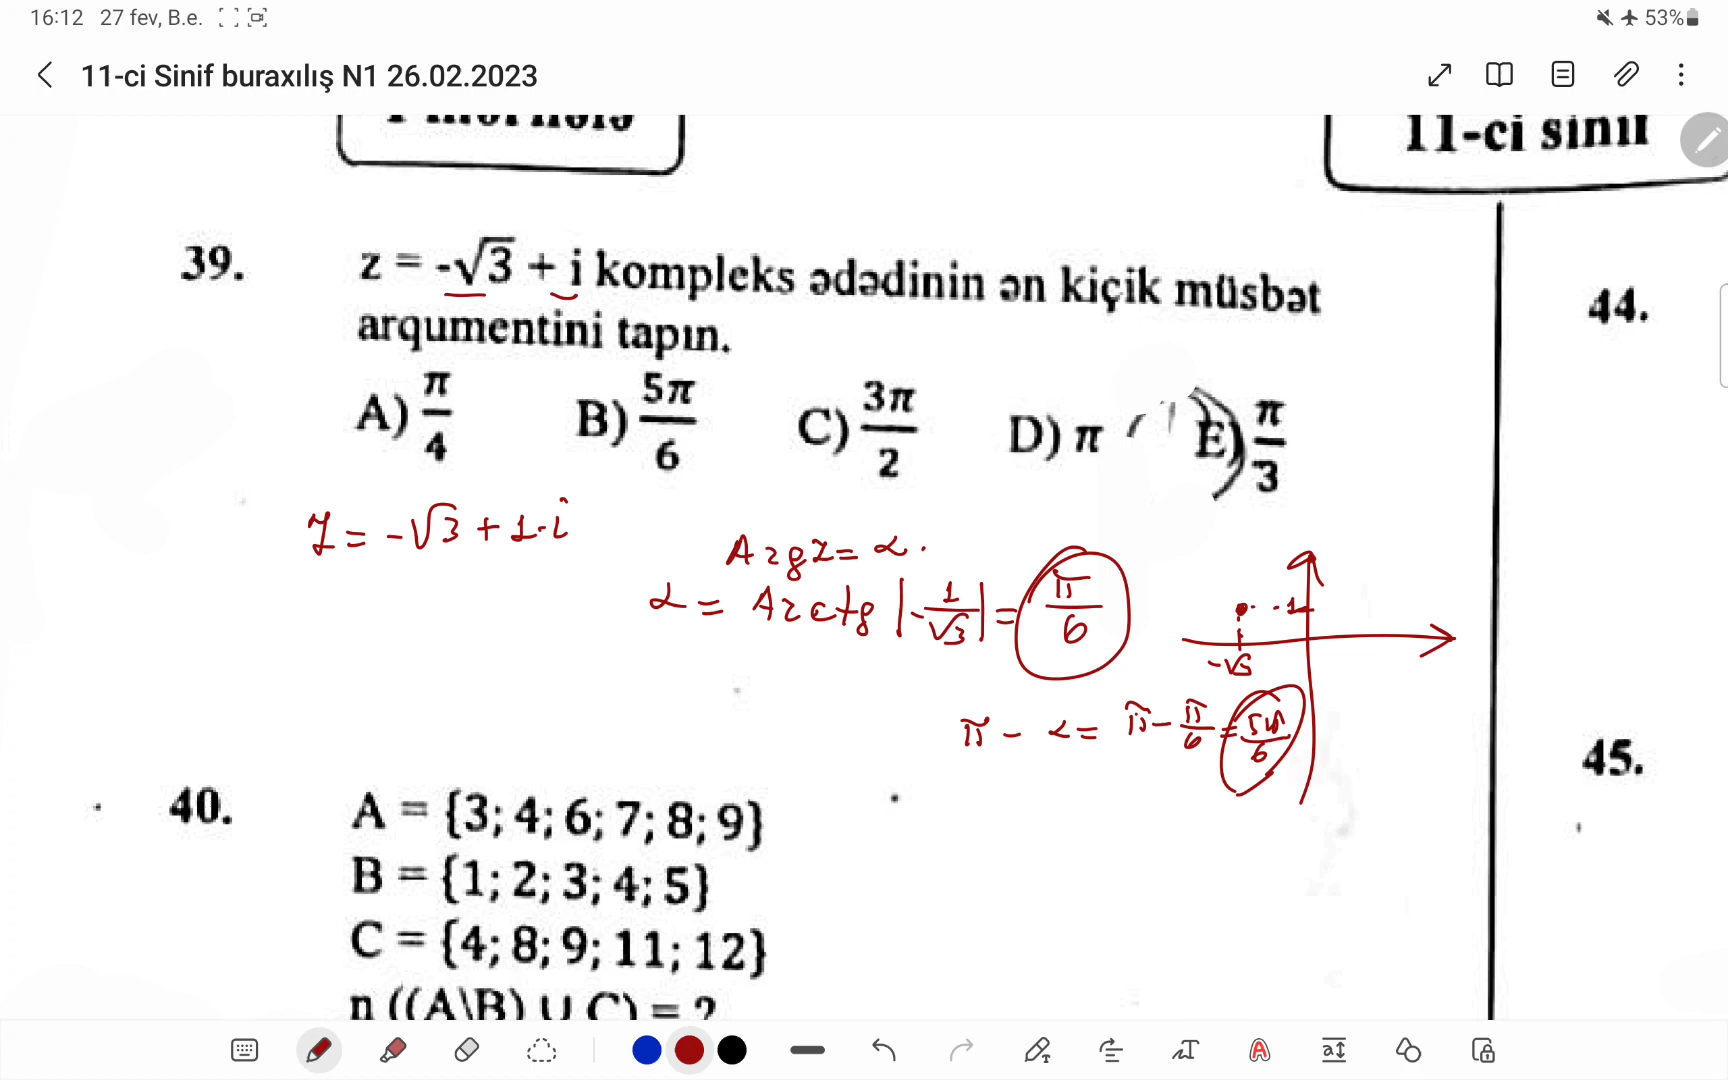 16:12 27 fev, B.e. 53%
11-ci Sinif buraxılış N1 26.02.2023
11-ci sinif
39. z = -√3 + i kompleks ədədinin ən kiçik müsbət
arqumentini tapın.
A) π/4 B) 5π/6 C) 3π/2 D) π E) π/3
z = -√3 + 1·i
Arg z = α.
α = Arctg |-1/√3| = π/6
1
-√3
π - α = π - π/6 = 5π/6
40. A = {3; 4; 6; 7; 8; 9}
B = {1; 2; 3; 4; 5}
C = {4; 8; 9; 11; 12}
n ((A\B) ∪ C) = ?
44.
45.